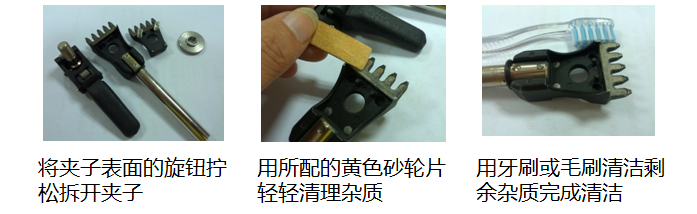 将夹子表面的旋钮拧
松拆开夹子
用所配的黄色砂轮片
轻轻清理杂质
用牙刷或毛刷清洁剩
余杂质完成清洁